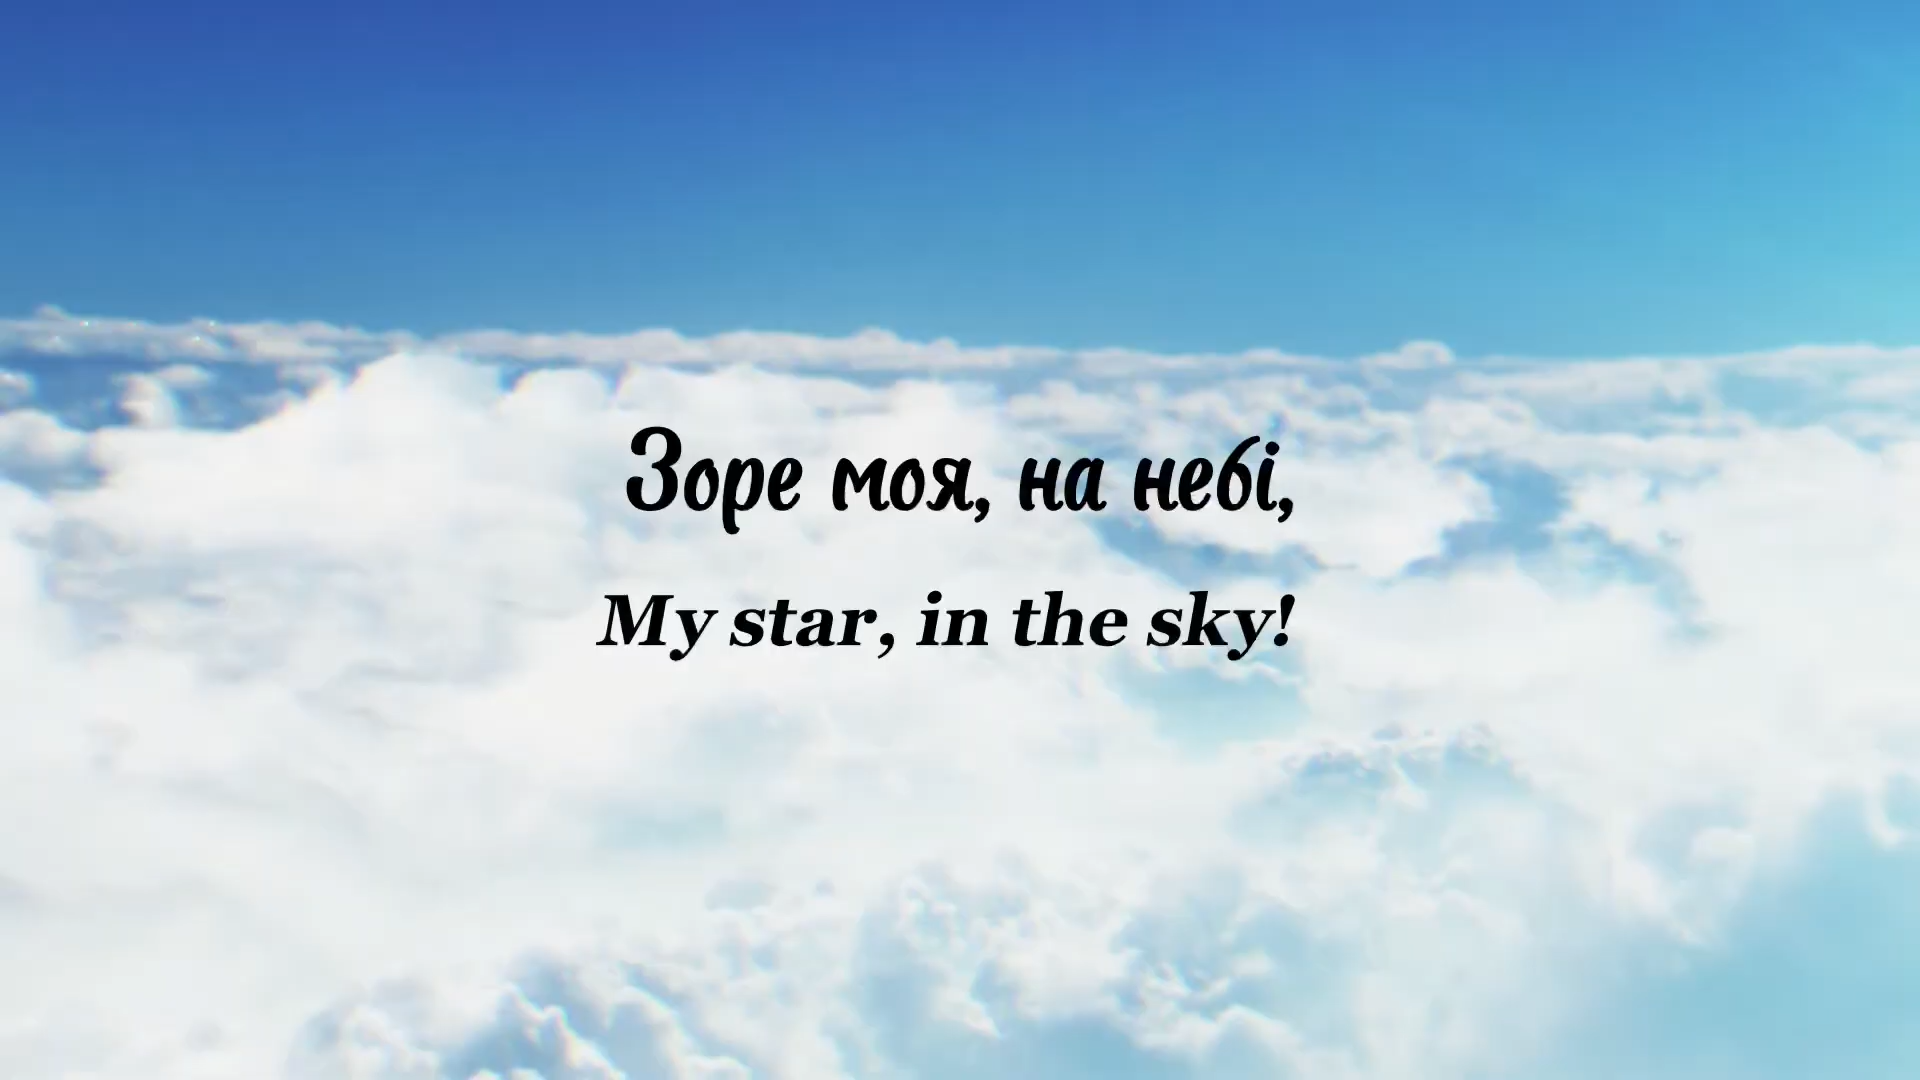 Зоре моя, на небі,
My star, in the sky!